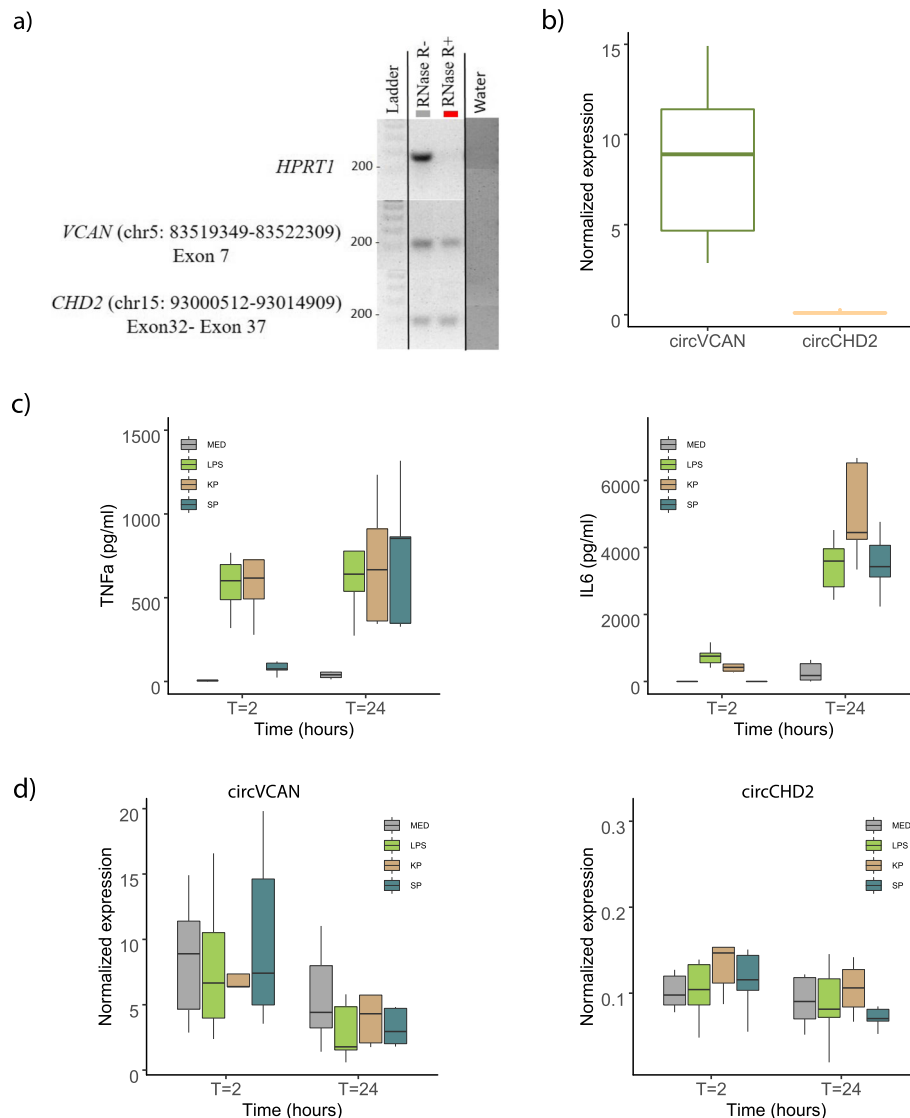 a)
Ladder
RNase R-
RNase R+
Water
HPRT1
200
VCAN (chr5: 83519349-83522309)
Exon 7
200
CHD2 (chr15: 93000512-93014909)
Exon32- Exon 37
200
b)
Normalized expression
15
10
5
0
circVCAN
circCHD2
c)
TNFa (pg/ml)
1500
1000
500
0
MED
LPS
KP
SP
T=2
T=24
Time (hours)
IL6 (pg/ml)
6000
4000
2000
0
MED
LPS
KP
SP
T=2
T=24
Time (hours)
d)
circVCAN
Normalized expression
20
15
10
5
0
MED
LPS
KP
SP
T=2
T=24
Time (hours)
circCHD2
Normalized expression
0.3
0.2
0.1
MED
LPS
KP
SP
T=2
T=24
Time (hours)